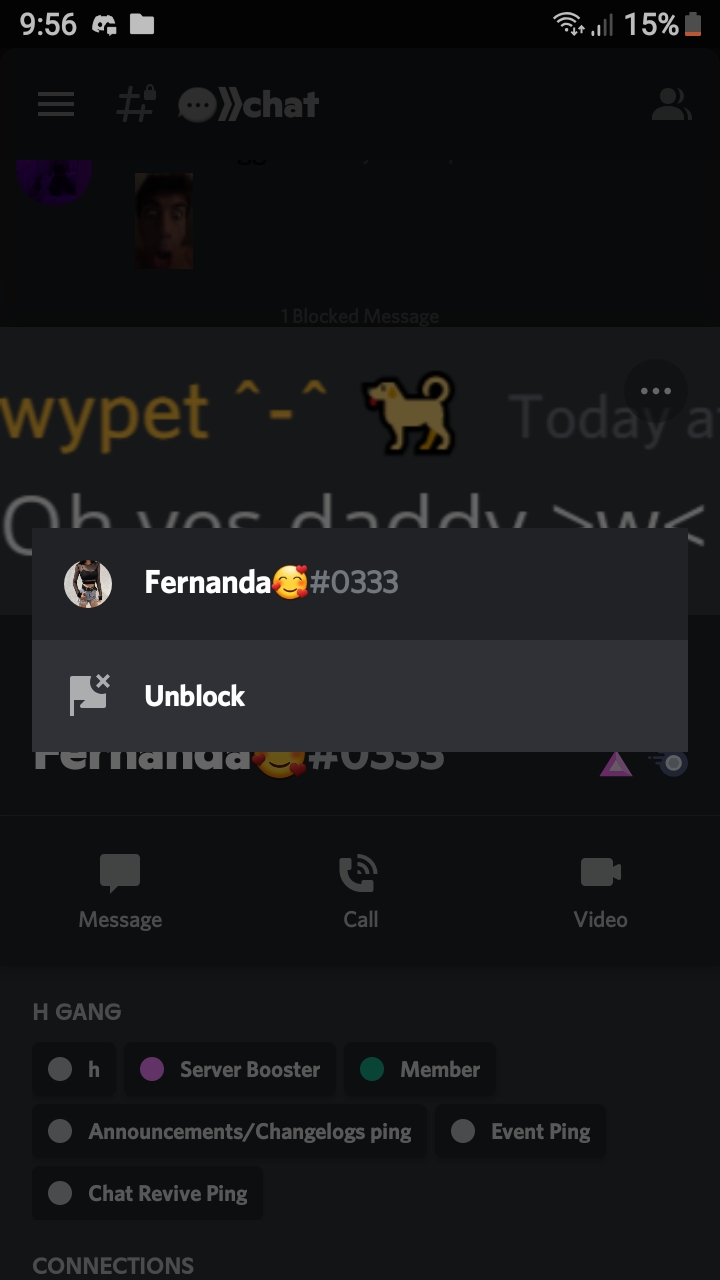 9:56 15%
chat
1 Blocked Message
wypet ^-^ Today a
Oh yes daddy >w<
Fernanda🥰#0333
Unblock
Fernanda🥰#0333
Message Call Video
H GANG
h Server Booster Member
Announcements/Changelogs ping Event Ping
Chat Revive Ping
CONNECTIONS